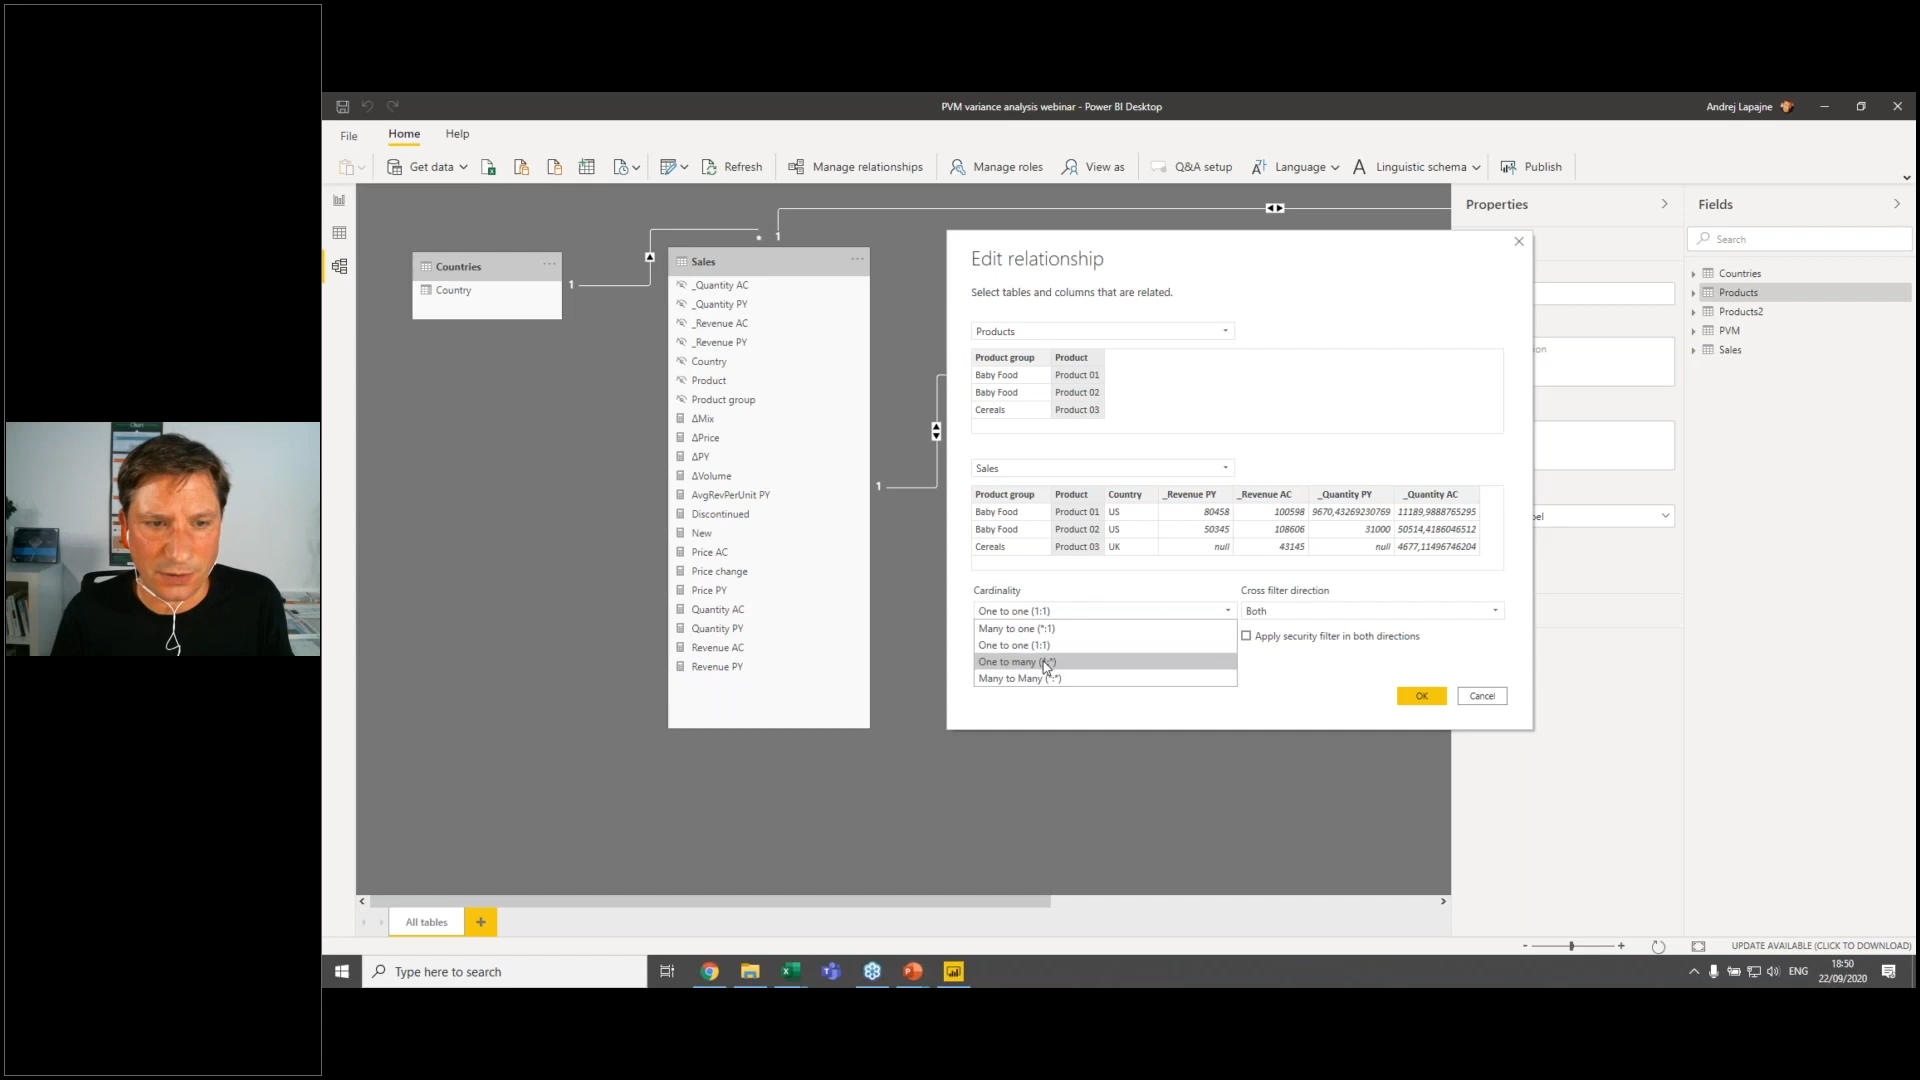 PVM variance analysis webinar - Power BI Desktop
Andrej Lapajne
File
Home
Help
Get data
Refresh
Manage relationships
Manage roles
View as
Q&A setup
Language
Linguistic schema
Publish
Countries
Country
1
* 1
Sales
_Quantity AC
_Quantity PY
_Revenue AC
_Revenue PY
Country
Product
Product group
ΔMix
ΔPrice
ΔPY
ΔVolume
AvgRevPerUnit PY
Discontinued
New
Price AC
Price change
Price PY
Quantity AC
Quantity PY
Revenue AC
Revenue PY
1
Edit relationship
Select tables and columns that are related.
Products
Product group Product
Baby Food Product 01
Baby Food Product 02
Cereals Product 03
Sales
Product group Product Country _Revenue PY _Revenue AC _Quantity PY _Quantity AC
Baby Food Product 01 US 80458 100598 9670,43269230769 11189,9888765295
Baby Food Product 02 US 50345 108606 31000 50514,4186046512
Cereals Product 03 UK null 43145 null 4677,11496746204
Cardinality
One to one (1:1)
Many to one (*:1)
One to one (1:1)
One to many
Many to Many (*:*)
Cross filter direction
Both
Apply security filter in both directions
OK
Cancel
Properties
Fields
Search
Countries
Products
Products2
PVM
Sales
All tables
+
- +
UPDATE AVAILABLE (CLICK TO DOWNLOAD)
Type here to search
ENG
18:50
22/09/2020